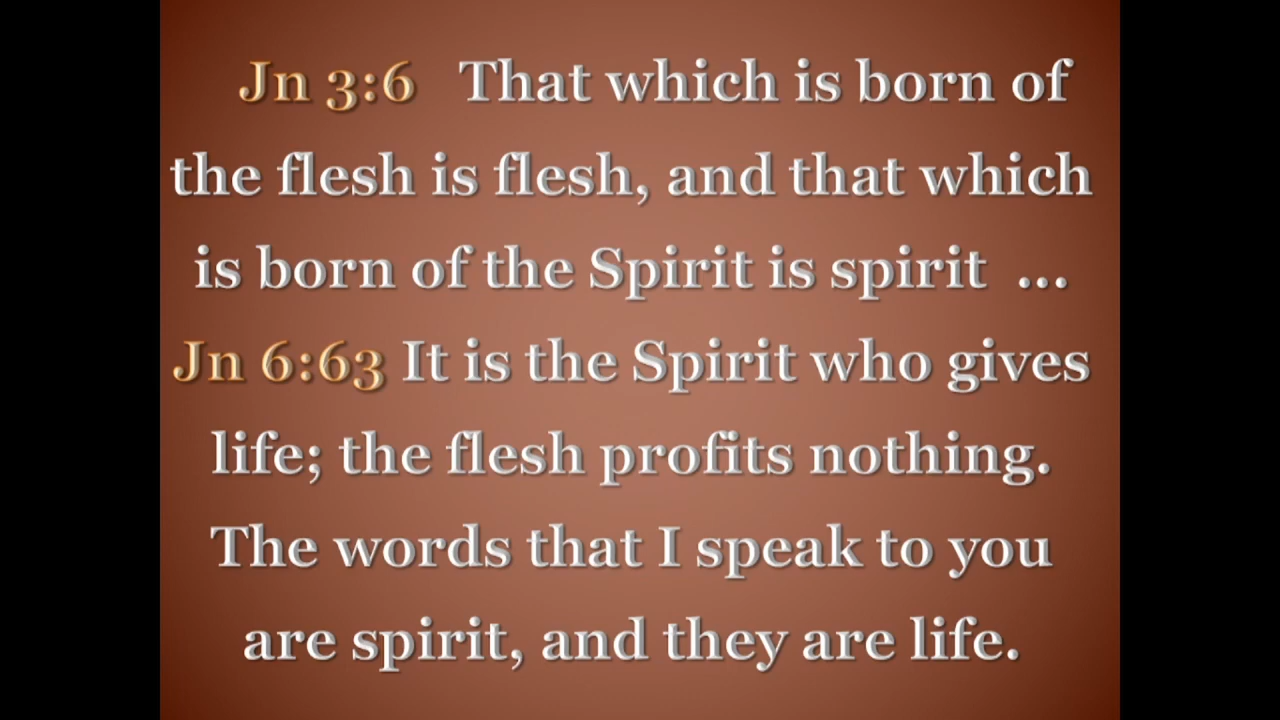 Jn 3:6 That which is born of
the flesh is flesh, and that which
is born of the Spirit is spirit ...
Jn 6:63 It is the Spirit who gives
life; the flesh profits nothing.
The words that I speak to you
are spirit, and they are life.